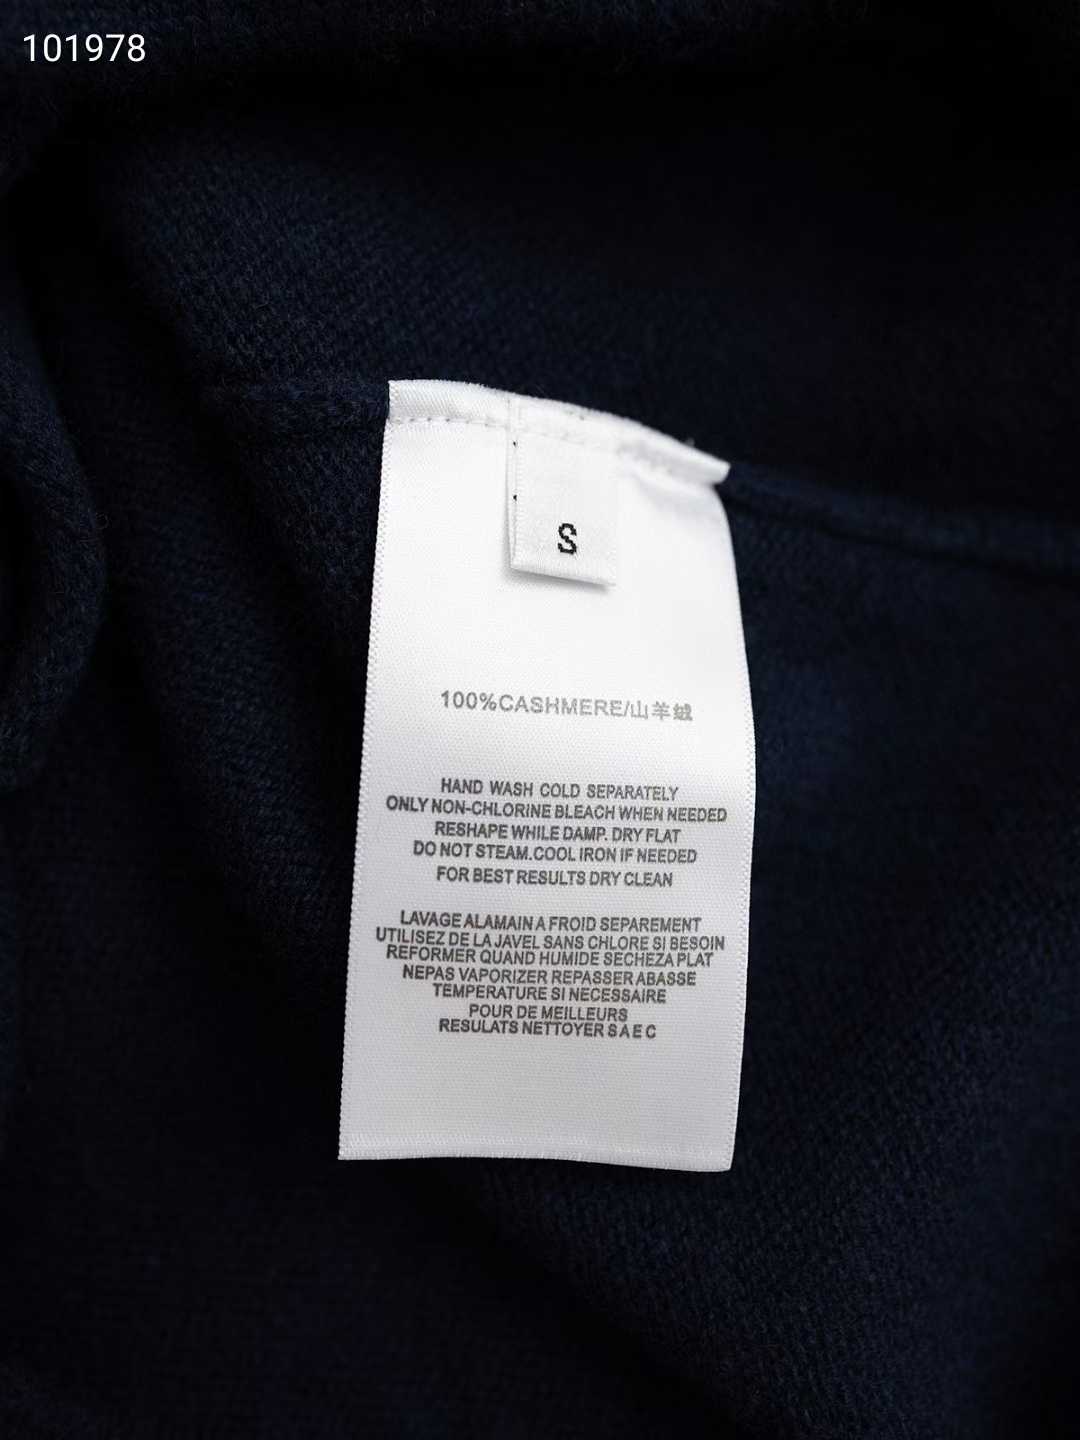 101978
S
100%CASHMERE/山羊绒
HAND WASH COLD SEPARATELY
ONLY NON-CHLORINE BLEACH WHEN NEEDED
RESHAPE WHILE DAMP. DRY FLAT
DO NOT STEAM.COOL IRON IF NEEDED
FOR BEST RESULTS DRY CLEAN
LAVAGE ALAMAIN A FROID SEPAREMENT
UTILISEZ DE LA JAVEL SANS CHLORE SI BESOIN
REFORMER QUAND HUMIDE SECHEZA PLAT
NEPAS VAPORIZER REPASSER ABASSE
TEMPERATURE SI NECESSAIRE
POUR DE MEILLEURS
RESULATS NETTOYER S A E C